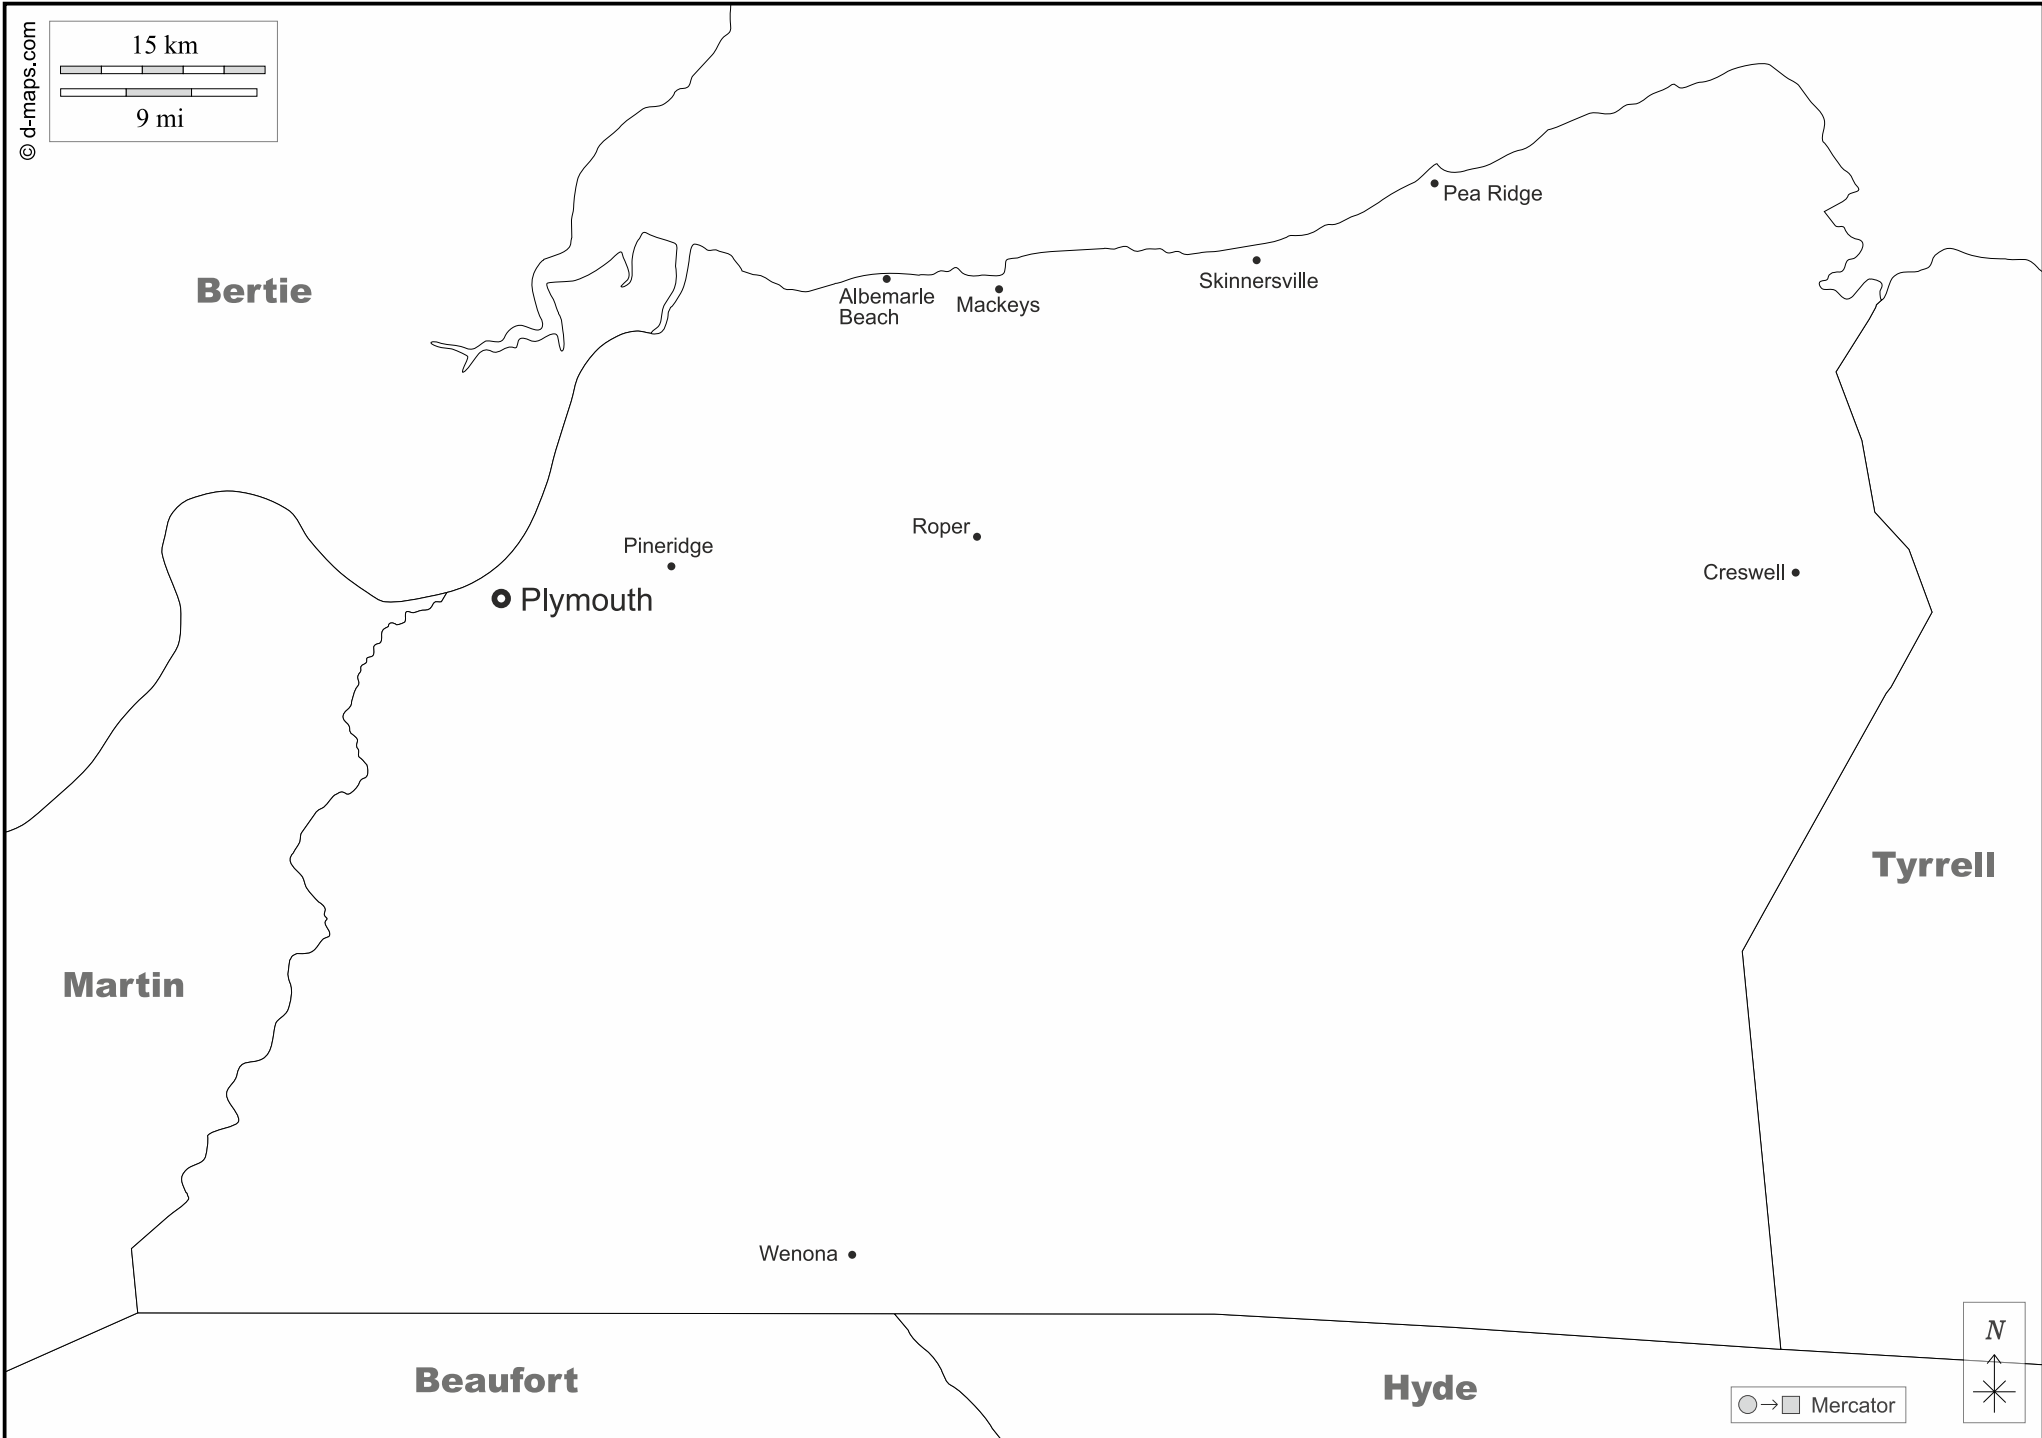 © d-maps.com
15 km
9 mi
Pea Ridge
Bertie
Skinnersville
Albemarle
Beach
Mackeys
Roper
Pineridge
Creswell
Plymouth
Tyrrell
Martin
Wenona
N
Beaufort
Hyde
Mercator